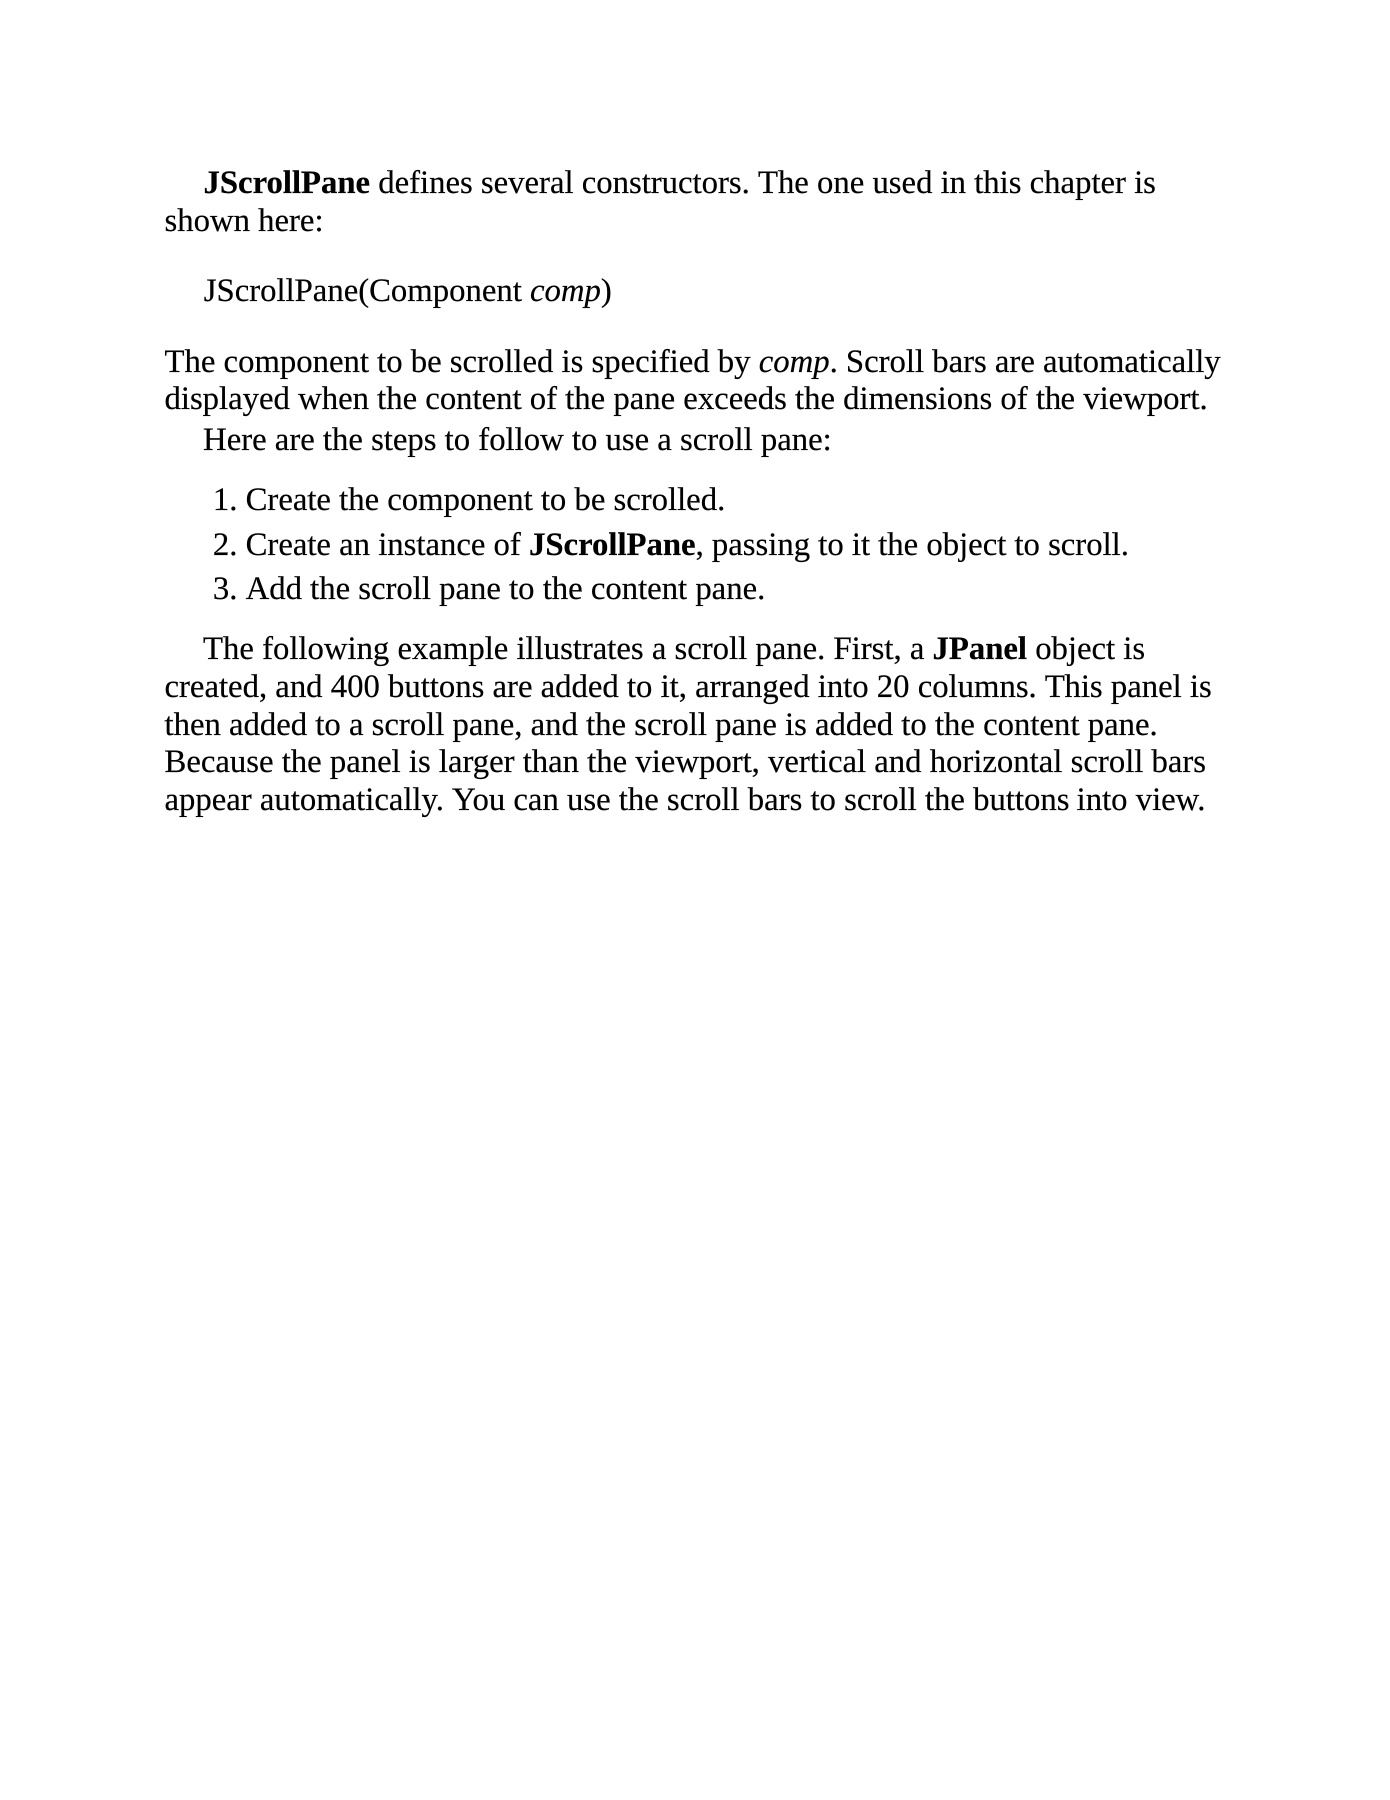 JScrollPane defines several constructors. The one used in this chapter is
shown here:
JScrollPane(Component comp)
The component to be scrolled is specified by comp. Scroll bars are automatically
displayed when the content of the pane exceeds the dimensions of the viewport.
Here are the steps to follow to use a scroll pane:
1. Create the component to be scrolled.
2. Create an instance of JScrollPane, passing to it the object to scroll.
3. Add the scroll pane to the content pane.
The following example illustrates a scroll pane. First, a JPanel object is
created, and 400 buttons are added to it, arranged into 20 columns. This panel is
then added to a scroll pane, and the scroll pane is added to the content pane.
Because the panel is larger than the viewport, vertical and horizontal scroll bars
appear automatically. You can use the scroll bars to scroll the buttons into view.